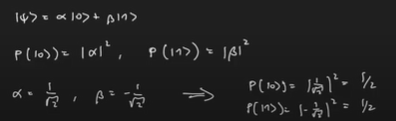 |ψ⟩ = α|0⟩ + β|1⟩
P(|0⟩) = |α|², P(|1⟩) = |β|²
α = 1/√2, β = -1/√2 ⟹ P(|0⟩) = |1/√2|² = 1/2
P(|1⟩) = |-1/√2|² = 1/2